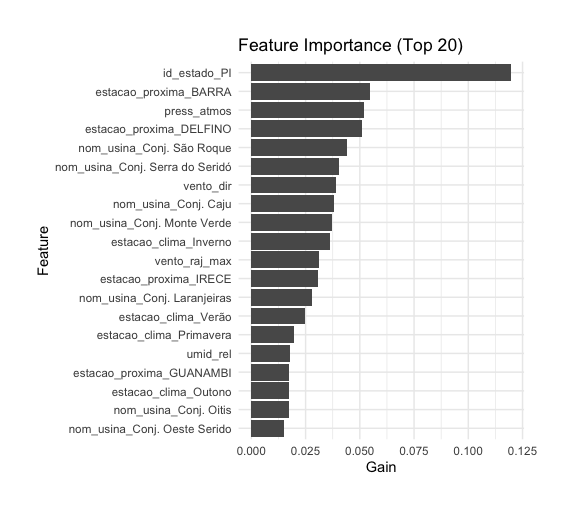 Feature Importance (Top 20)
id_estado_PI
estacao_proxima_BARRA
press_atmos
estacao_proxima_DELFINO
nom_usina_Conj. São Roque
nom_usina_Conj. Serra do Seridó
vento_dir
nom_usina_Conj. Caju
nom_usina_Conj. Monte Verde
estacao_clima_Inverno
vento_raj_max
estacao_proxima_IRECE
nom_usina_Conj. Laranjeiras
estacao_clima_Verão
estacao_clima_Primavera
umid_rel
estacao_proxima_GUANAMBI
estacao_clima_Outono
nom_usina_Conj. Oitis
nom_usina_Conj. Oeste Serido
Feature
0.000 0.025 0.050 0.075 0.100 0.125
Gain